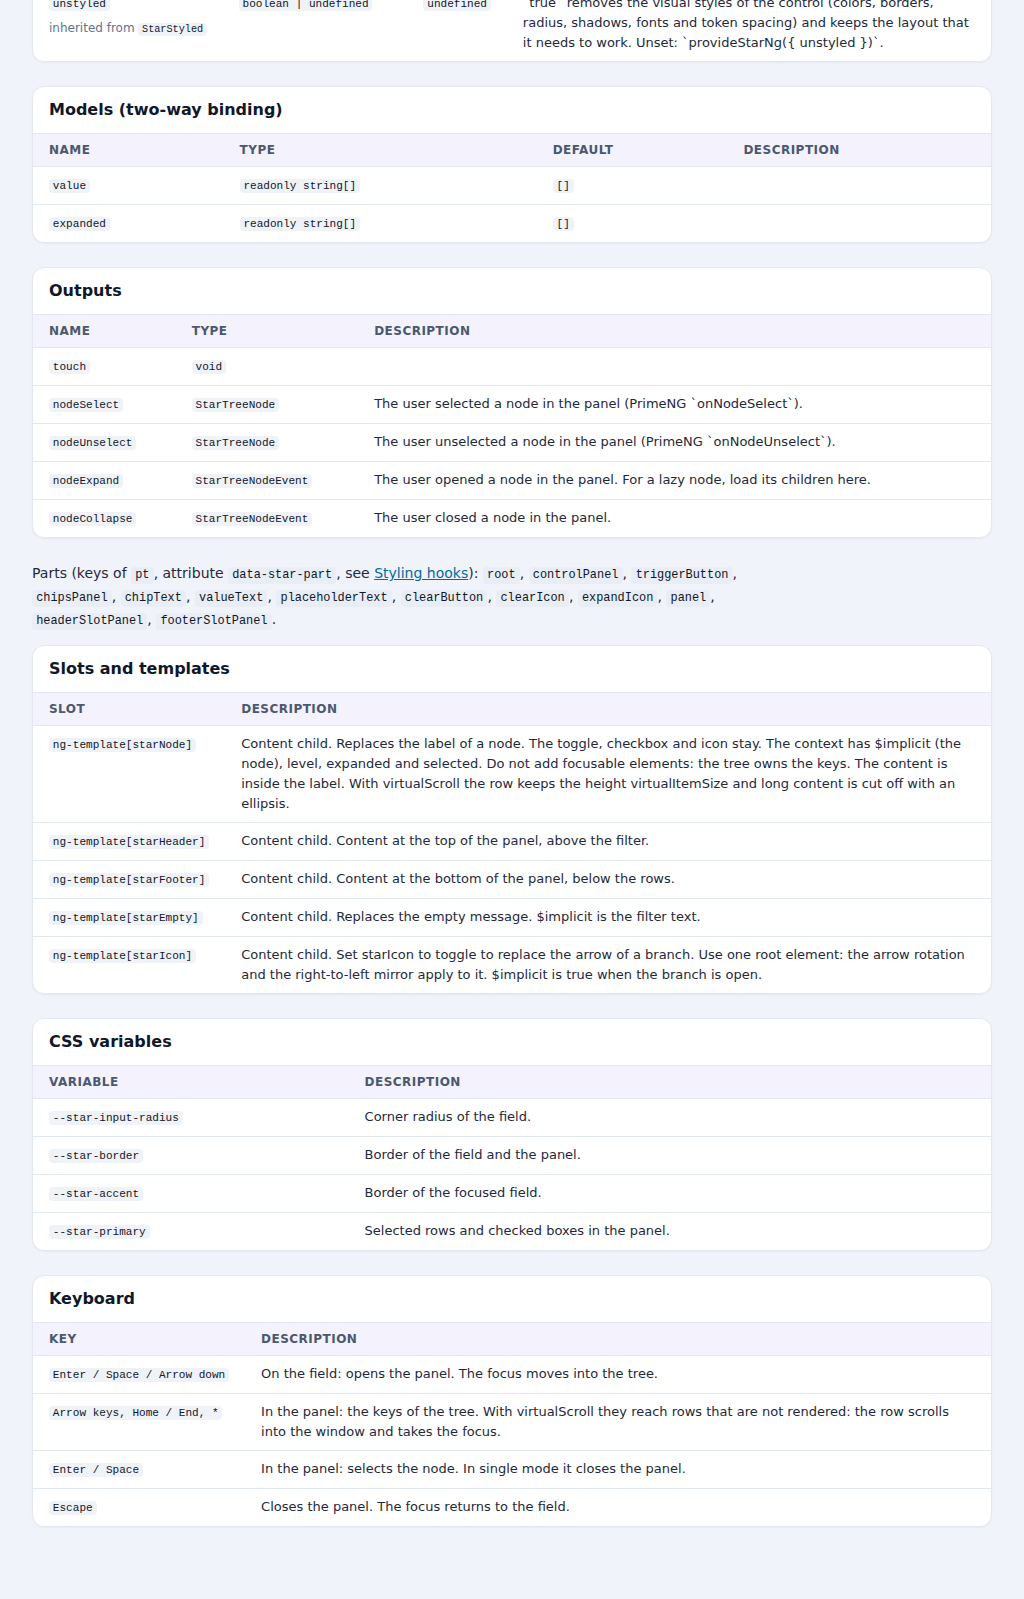 unstyled boolean | undefined undefined `true` removes the visual styles of the control (colors, borders,
inherited from StarStyled radius, shadows, fonts and token spacing) and keeps the layout that
it needs to work. Unset: `provideStarNg({ unstyled })`.
Models (two-way binding)
NAME TYPE DEFAULT DESCRIPTION
value readonly string[] []
expanded readonly string[] []
Outputs
NAME TYPE DESCRIPTION
touch void
nodeSelect StarTreeNode The user selected a node in the panel (PrimeNG `onNodeSelect`).
nodeUnselect StarTreeNode The user unselected a node in the panel (PrimeNG `onNodeUnselect`).
nodeExpand StarTreeNodeEvent The user opened a node in the panel. For a lazy node, load its children here.
nodeCollapse StarTreeNodeEvent The user closed a node in the panel.
Parts (keys of pt, attribute data-star-part, see Styling hooks): root, controlPanel, triggerButton,
chipsPanel, chipText, valueText, placeholderText, clearButton, clearIcon, expandIcon, panel,
headerSlotPanel, footerSlotPanel.
Slots and templates
SLOT DESCRIPTION
ng-template[starNode] Content child. Replaces the label of a node. The toggle, checkbox and icon stay. The context has $implicit (the
node), level, expanded and selected. Do not add focusable elements: the tree owns the keys. The content is
inside the label. With virtualScroll the row keeps the height virtualItemSize and long content is cut off with an
ellipsis.
ng-template[starHeader] Content child. Content at the top of the panel, above the filter.
ng-template[starFooter] Content child. Content at the bottom of the panel, below the rows.
ng-template[starEmpty] Content child. Replaces the empty message. $implicit is the filter text.
ng-template[starIcon] Content child. Set starIcon to toggle to replace the arrow of a branch. Use one root element: the arrow rotation
and the right-to-left mirror apply to it. $implicit is true when the branch is open.
CSS variables
VARIABLE DESCRIPTION
--star-input-radius Corner radius of the field.
--star-border Border of the field and the panel.
--star-accent Border of the focused field.
--star-primary Selected rows and checked boxes in the panel.
Keyboard
KEY DESCRIPTION
Enter / Space / Arrow down On the field: opens the panel. The focus moves into the tree.
Arrow keys, Home / End, * In the panel: the keys of the tree. With virtualScroll they reach rows that are not rendered: the row scrolls
into the window and takes the focus.
Enter / Space In the panel: selects the node. In single mode it closes the panel.
Escape Closes the panel. The focus returns to the field.